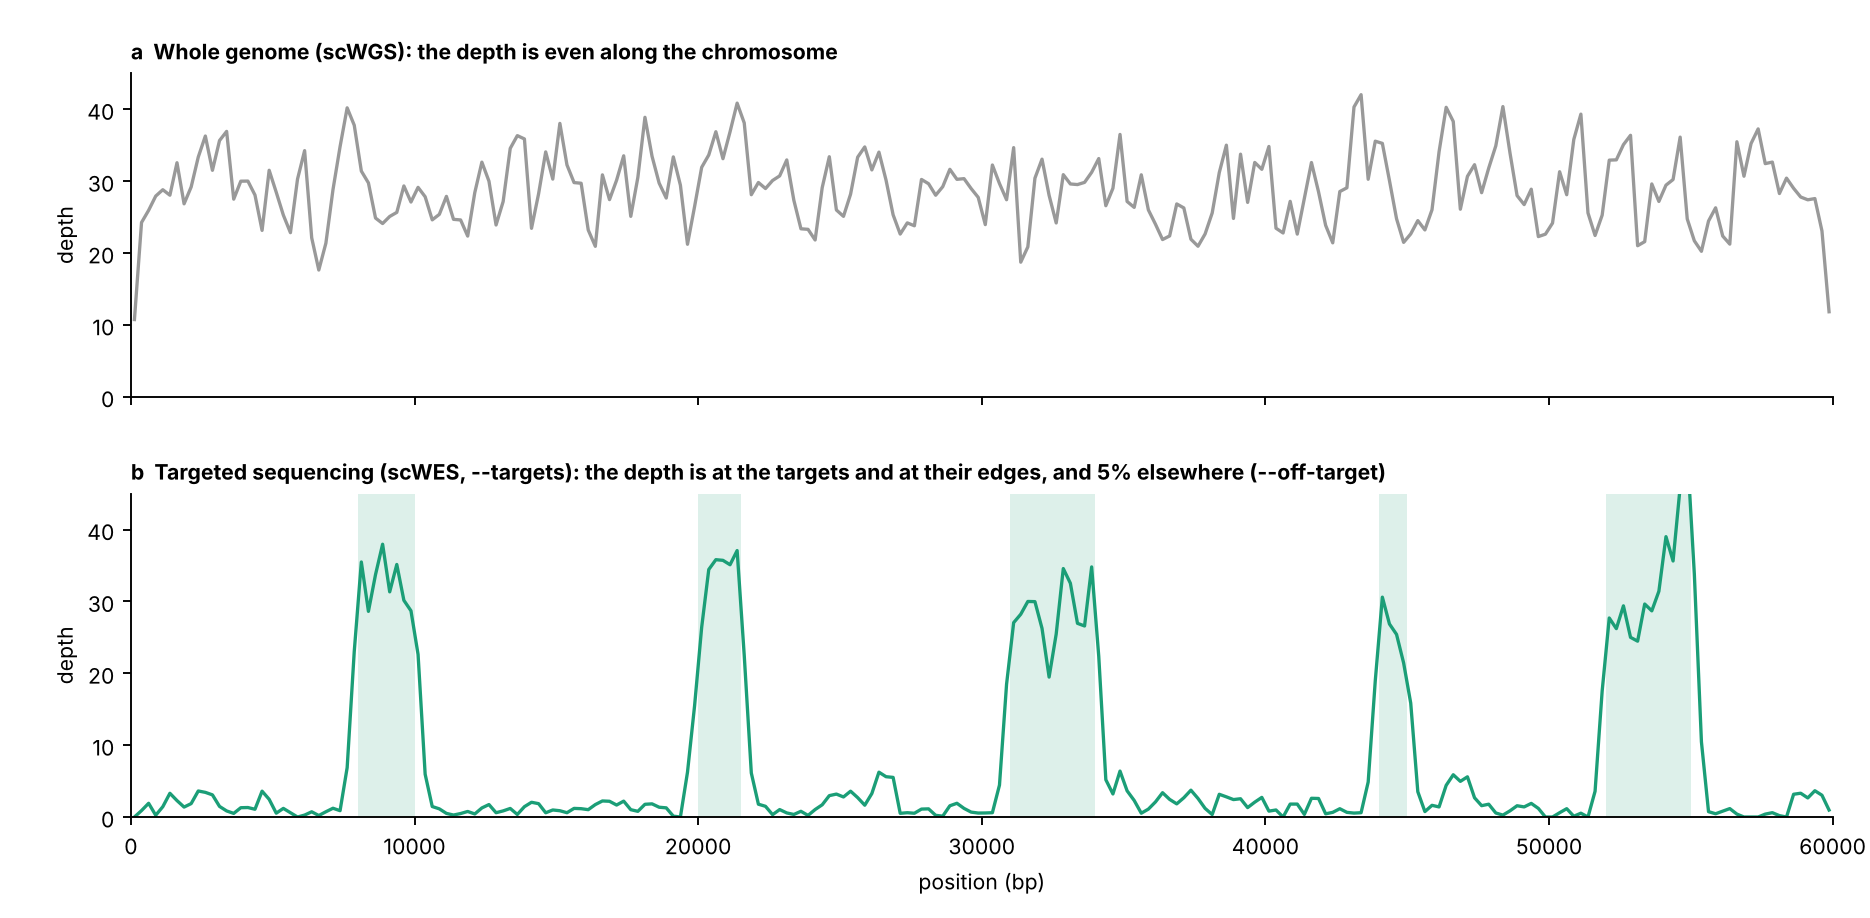 a Whole genome (scWGS): the depth is even along the chromosome
40
30
20
10
0
depth
b Targeted sequencing (scWES, --targets): the depth is at the targets and at their edges, and 5% elsewhere (--off-target)
40
30
20
10
0
depth
0 10000 20000 30000 40000 50000 60000
position (bp)